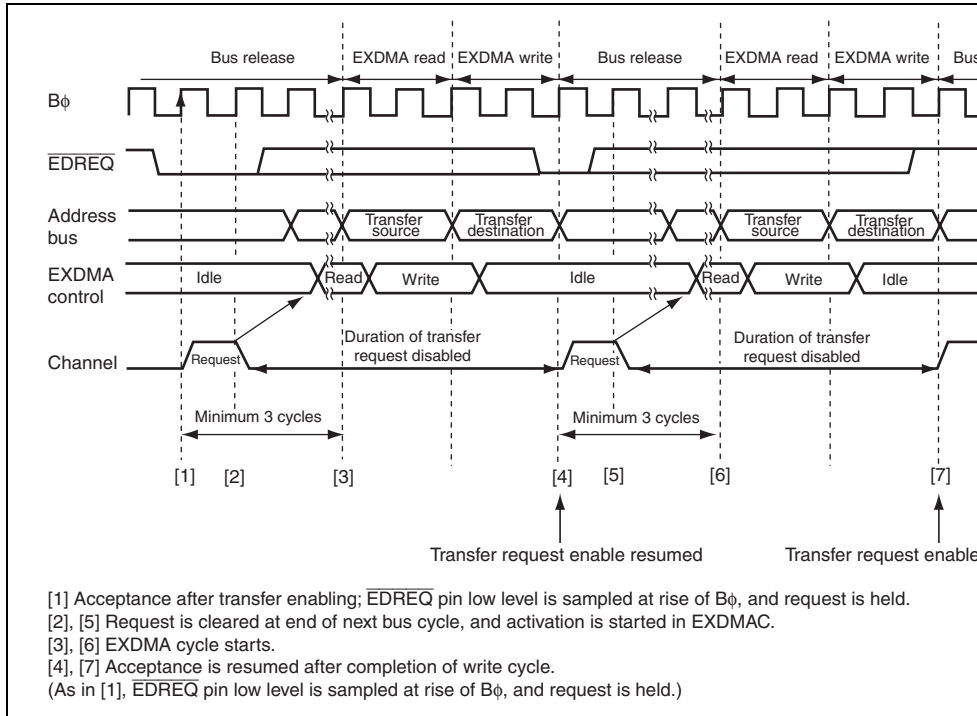 Bus release EXDMA read EXDMA write Bus release EXDMA read EXDMA write Bus
Bφ
EDREQ
Address bus
Transfer source Transfer destination Transfer source Transfer destination
EXDMA control
Idle Read Write Idle Read Write Idle
Channel
Request Duration of transfer request disabled Request Duration of transfer request disabled
Minimum 3 cycles Minimum 3 cycles
[1] [2] [3] [4] [5] [6] [7]
Transfer request enable resumed Transfer request enable
[1] Acceptance after transfer enabling; EDREQ pin low level is sampled at rise of Bφ, and request is held.
[2], [5] Request is cleared at end of next bus cycle, and activation is started in EXDMAC.
[3], [6] EXDMA cycle starts.
[4], [7] Acceptance is resumed after completion of write cycle.
(As in [1], EDREQ pin low level is sampled at rise of Bφ, and request is held.)